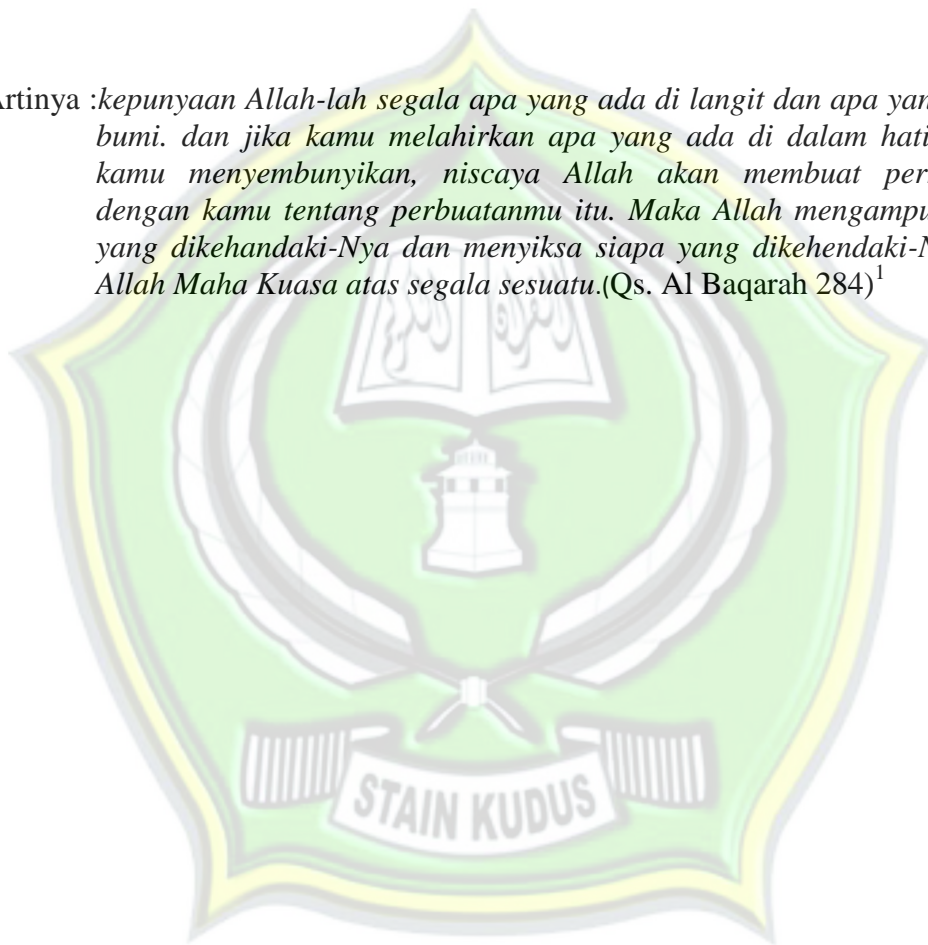 Artinya :kepunyaan Allah-lah segala apa yang ada di langit dan apa yan
bumi. dan jika kamu melahirkan apa yang ada di dalam hati
kamu menyembunyikan, niscaya Allah akan membuat per
dengan kamu tentang perbuatanmu itu. Maka Allah mengampu
yang dikehandaki-Nya dan menyiksa siapa yang dikehendaki-N
Allah Maha Kuasa atas segala sesuatu.(Qs. Al Baqarah 284)1
STAIN KUDUS